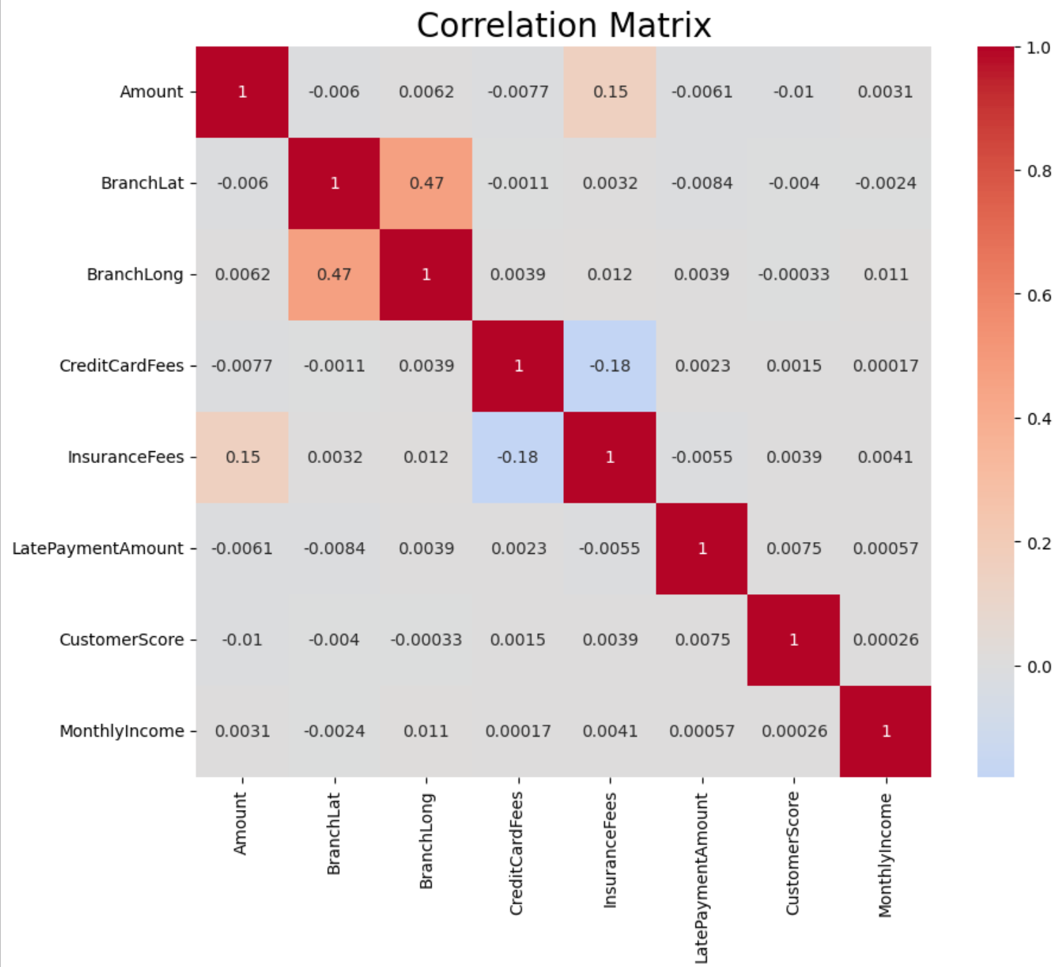 Correlation Matrix
Amount 1 -0.006 0.0062 -0.0077 0.15 -0.0061 -0.01 0.0031
BranchLat -0.006 1 0.47 -0.0011 0.0032 -0.0084 -0.004 -0.0024
BranchLong 0.0062 0.47 1 0.0039 0.012 0.0039 -0.00033 0.011
CreditCardFees -0.0077 -0.0011 0.0039 1 -0.18 0.0023 0.0015 0.00017
InsuranceFees 0.15 0.0032 0.012 -0.18 1 -0.0055 0.0039 0.0041
LatePaymentAmount -0.0061 -0.0084 0.0039 0.0023 -0.0055 1 0.0075 0.00057
CustomerScore -0.01 -0.004 -0.00033 0.0015 0.0039 0.0075 1 0.00026
MonthlyIncome 0.0031 -0.0024 0.011 0.00017 0.0041 0.00057 0.00026 1
Amount
BranchLat
BranchLong
CreditCardFees
InsuranceFees
LatePaymentAmount
CustomerScore
MonthlyIncome
1.0
0.8
0.6
0.4
0.2
0.0